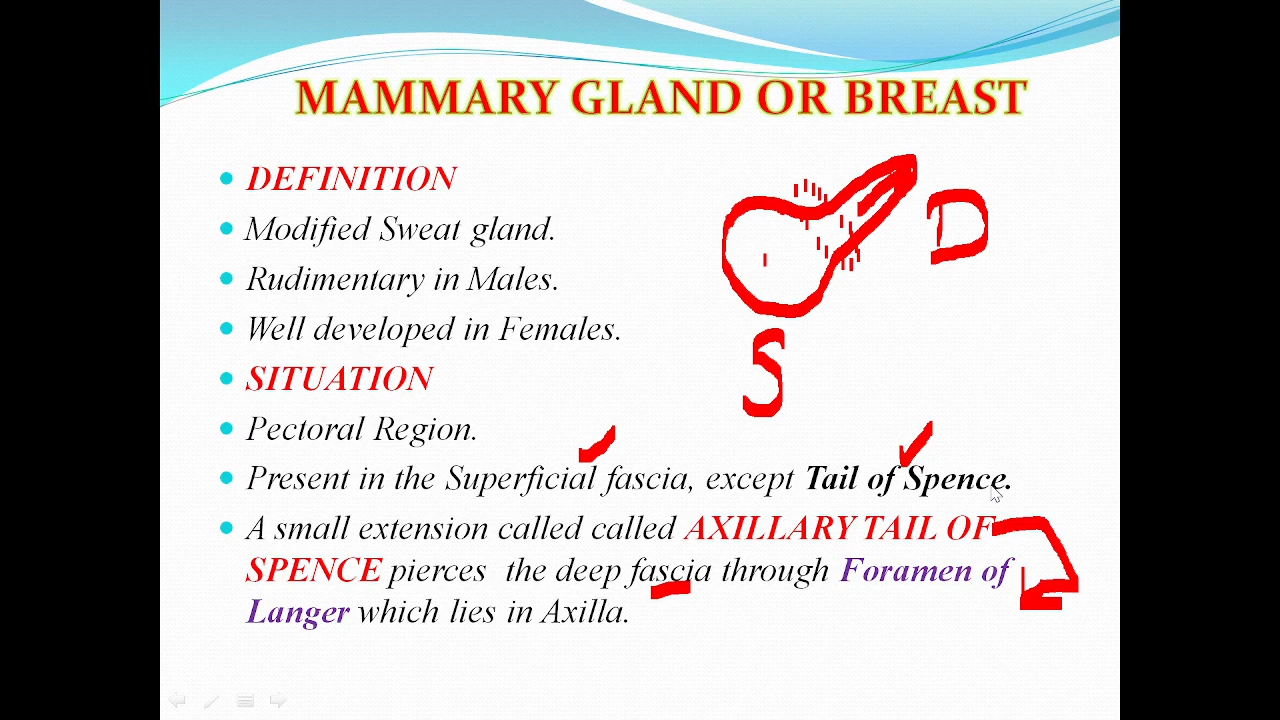 MAMMARY GLAND OR BREAST
DEFINITION
Modified Sweat gland.
D
Rudimentary in Males.
Well developed in Females.
S
SITUATION
Pectoral Region.
Present in the Superficial fascia, except Tail of Spence.
A small extension called called AXILLARY TAIL OF
SPENCE pierces the deep fascia through Foramen of
Langer which lies in Axilla.